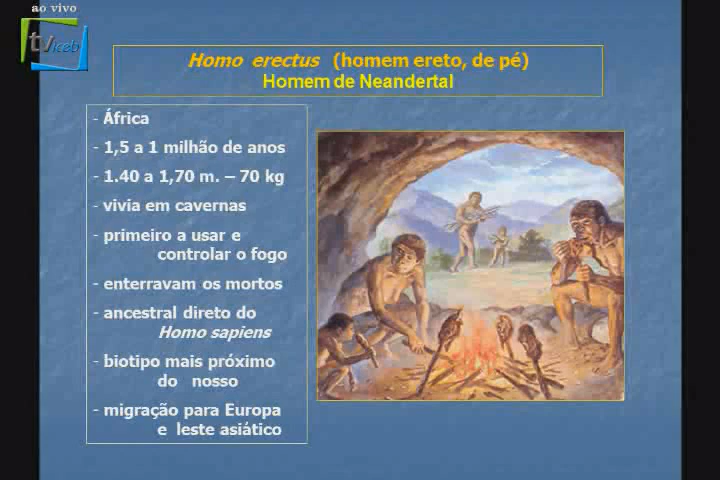 ao vivo
tv kcb
Homo erectus (homem ereto, de pé)
Homem de Neandertal
- África
- 1,5 a 1 milhão de anos
- 1.40 a 1,70 m. – 70 kg
- vivia em cavernas
- primeiro a usar e
controlar o fogo
- enterravam os mortos
- ancestral direto do
Homo sapiens
- biotipo mais próximo
do nosso
- migração para Europa
e leste asiático